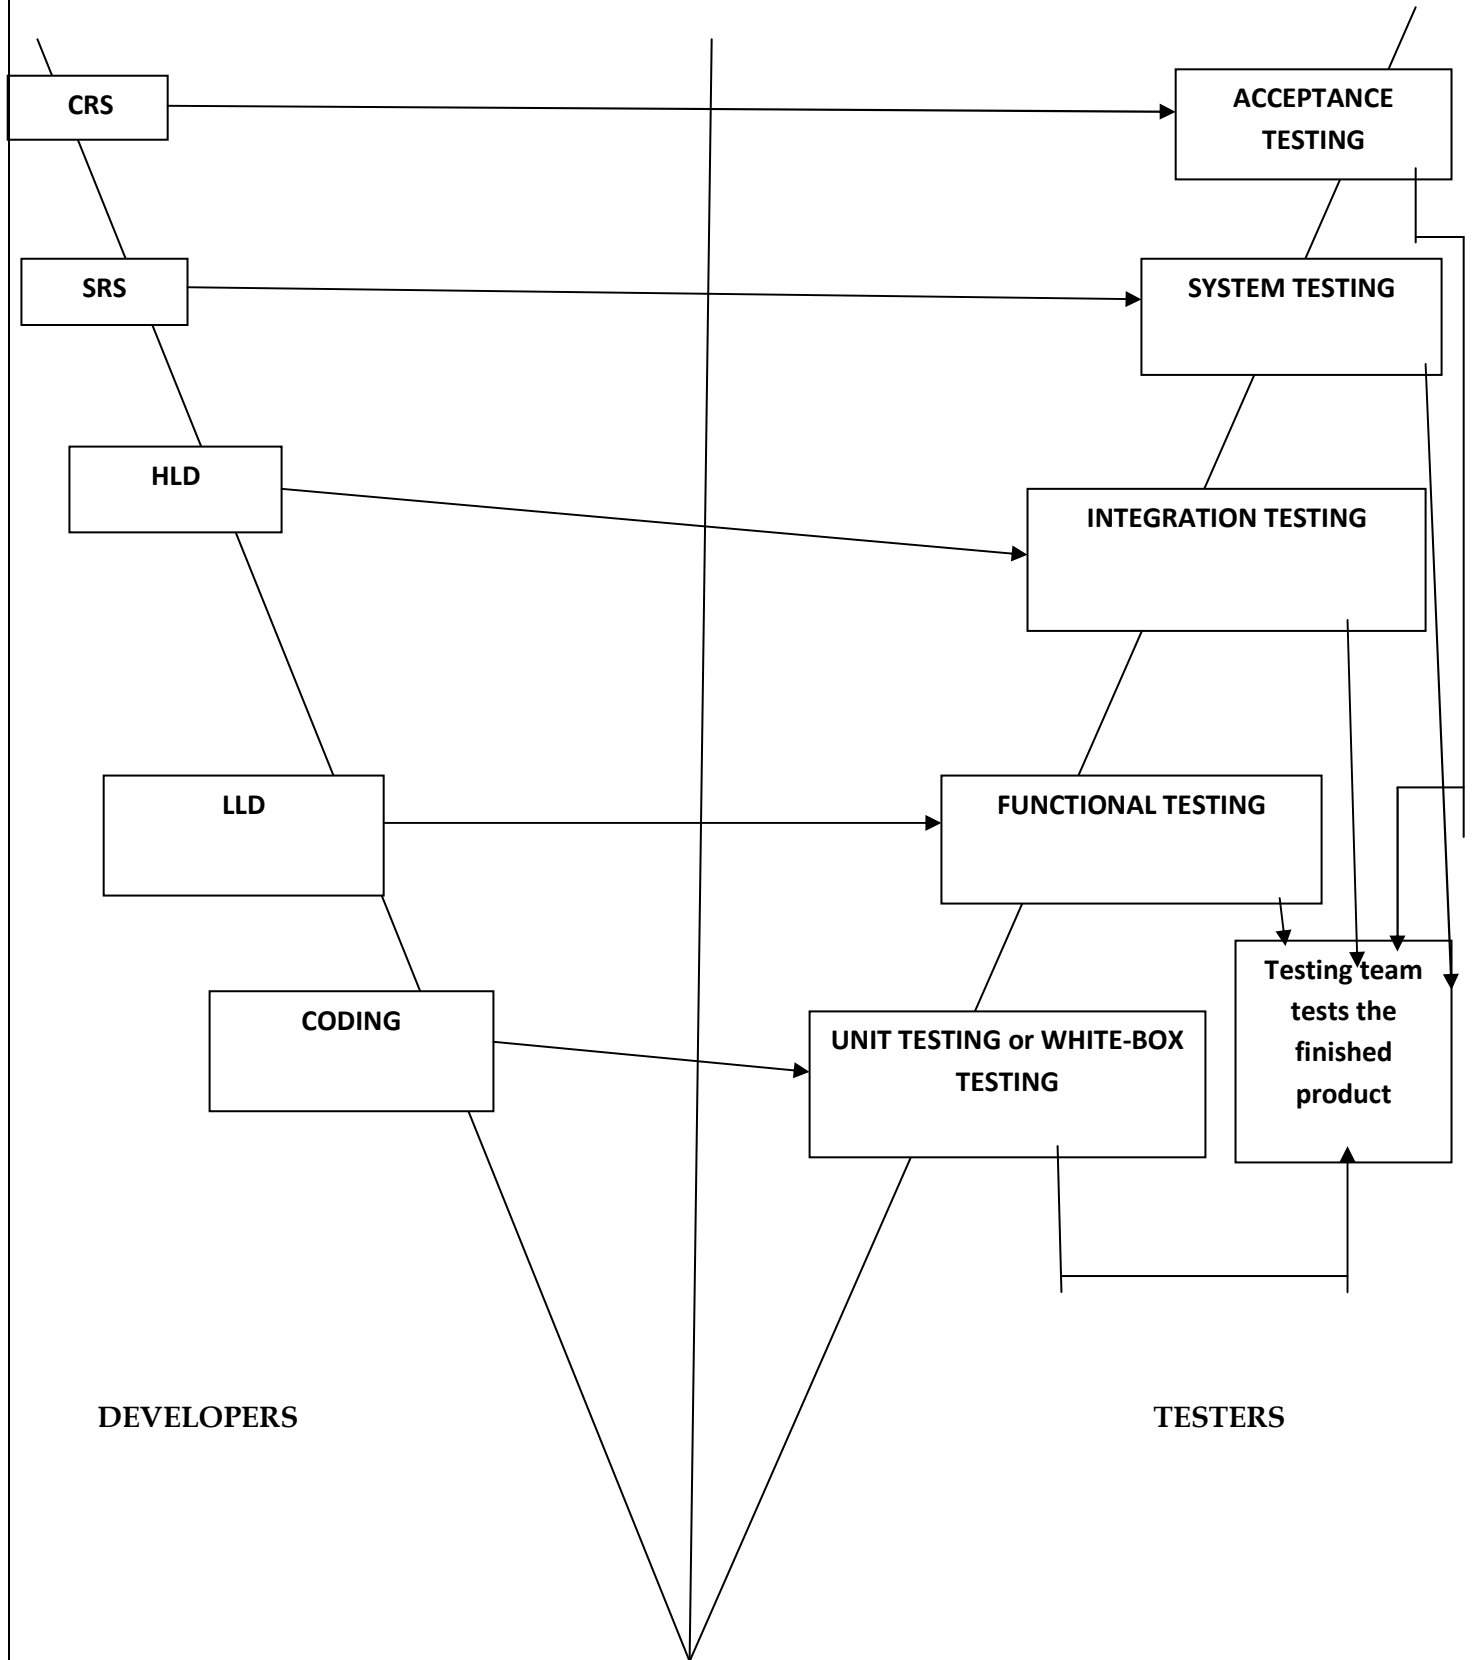 CRS
ACCEPTANCE
TESTING
SRS
SYSTEM TESTING
HLD
INTEGRATION TESTING
LLD
FUNCTIONAL TESTING
Testing team
tests the
finished
product
CODING
UNIT TESTING or WHITE-BOX
TESTING
DEVELOPERS
TESTERS